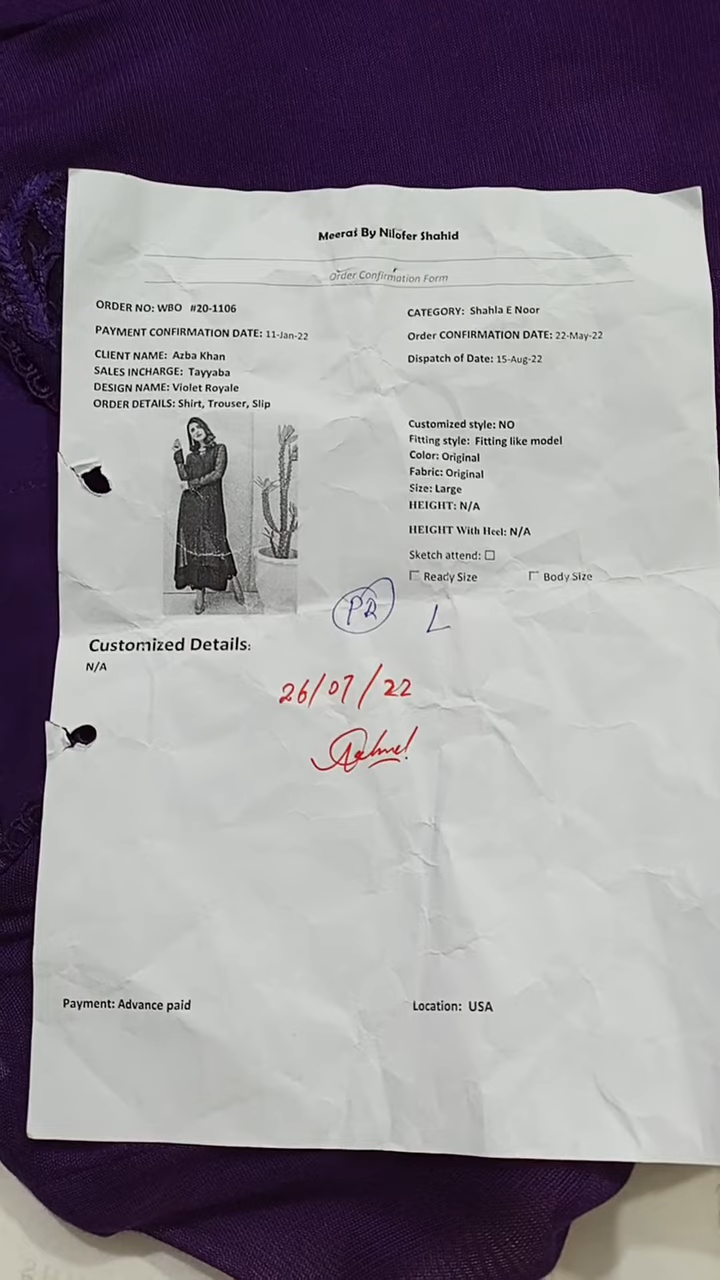 Meeras By Nilofer Shahid
Order Confirmation Form
ORDER NO: WBO #20-1106
CATEGORY: Shahla E Noor
PAYMENT CONFIRMATION DATE: 11-Jan-22
Order CONFIRMATION DATE: 22-May-22
CLIENT NAME: Azba Khan
Dispatch of Date: 15-Aug-22
SALES INCHARGE: Tayyaba
DESIGN NAME: Violet Royale
ORDER DETAILS: Shirt, Trouser, Slip
Customized style: NO
Fitting style: Fitting like model
Color: Original
Fabric: Original
Size: Large
HEIGHT: N/A
HEIGHT With Heel: N/A
Sketch attend: ☐
☐ Ready Size ☐ Body Size
PR
L
Customized Details:
N/A
26/07/22
Payment: Advance paid
Location: USA